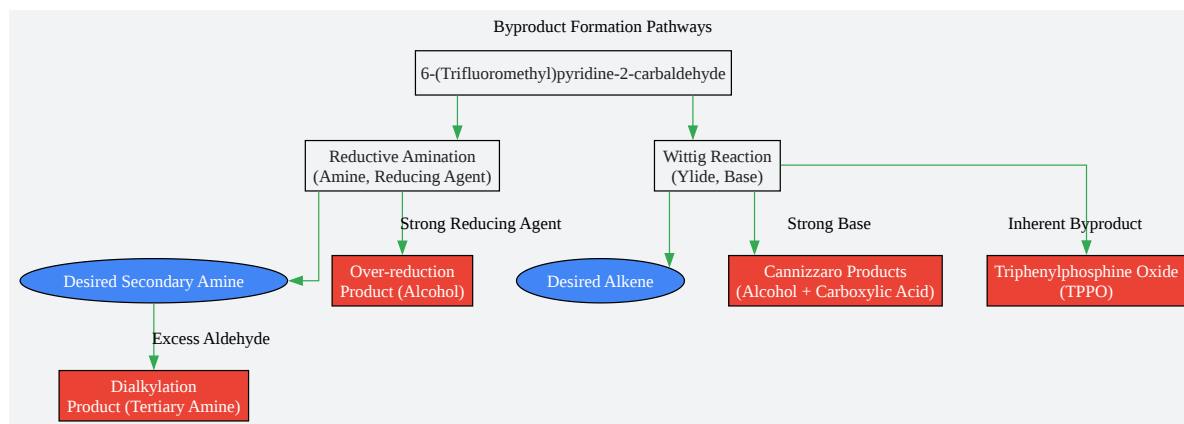 Byproduct Formation Pathways
6-(Trifluoromethyl)pyridine-2-carbaldehyde
Reductive Amination
(Amine, Reducing Agent)
Wittig Reaction
(Ylide, Base)
Strong Reducing Agent
Strong Base
Inherent Byproduct
Desired Secondary Amine
Over-reduction
Product (Alcohol)
Desired Alkene
Cannizzaro Products
(Alcohol + Carboxylic Acid)
Triphenylphosphine Oxide
(TPPO)
Excess Aldehyde
Dialkylation
Product (Tertiary Amine)